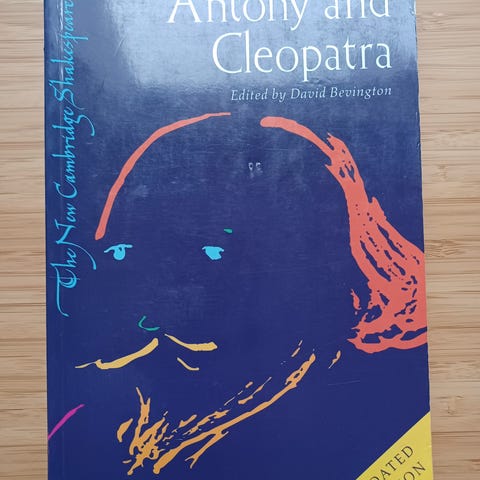 Antony and
Cleopatra
Edited by David Bevington
The New Cambridge Shakespeare